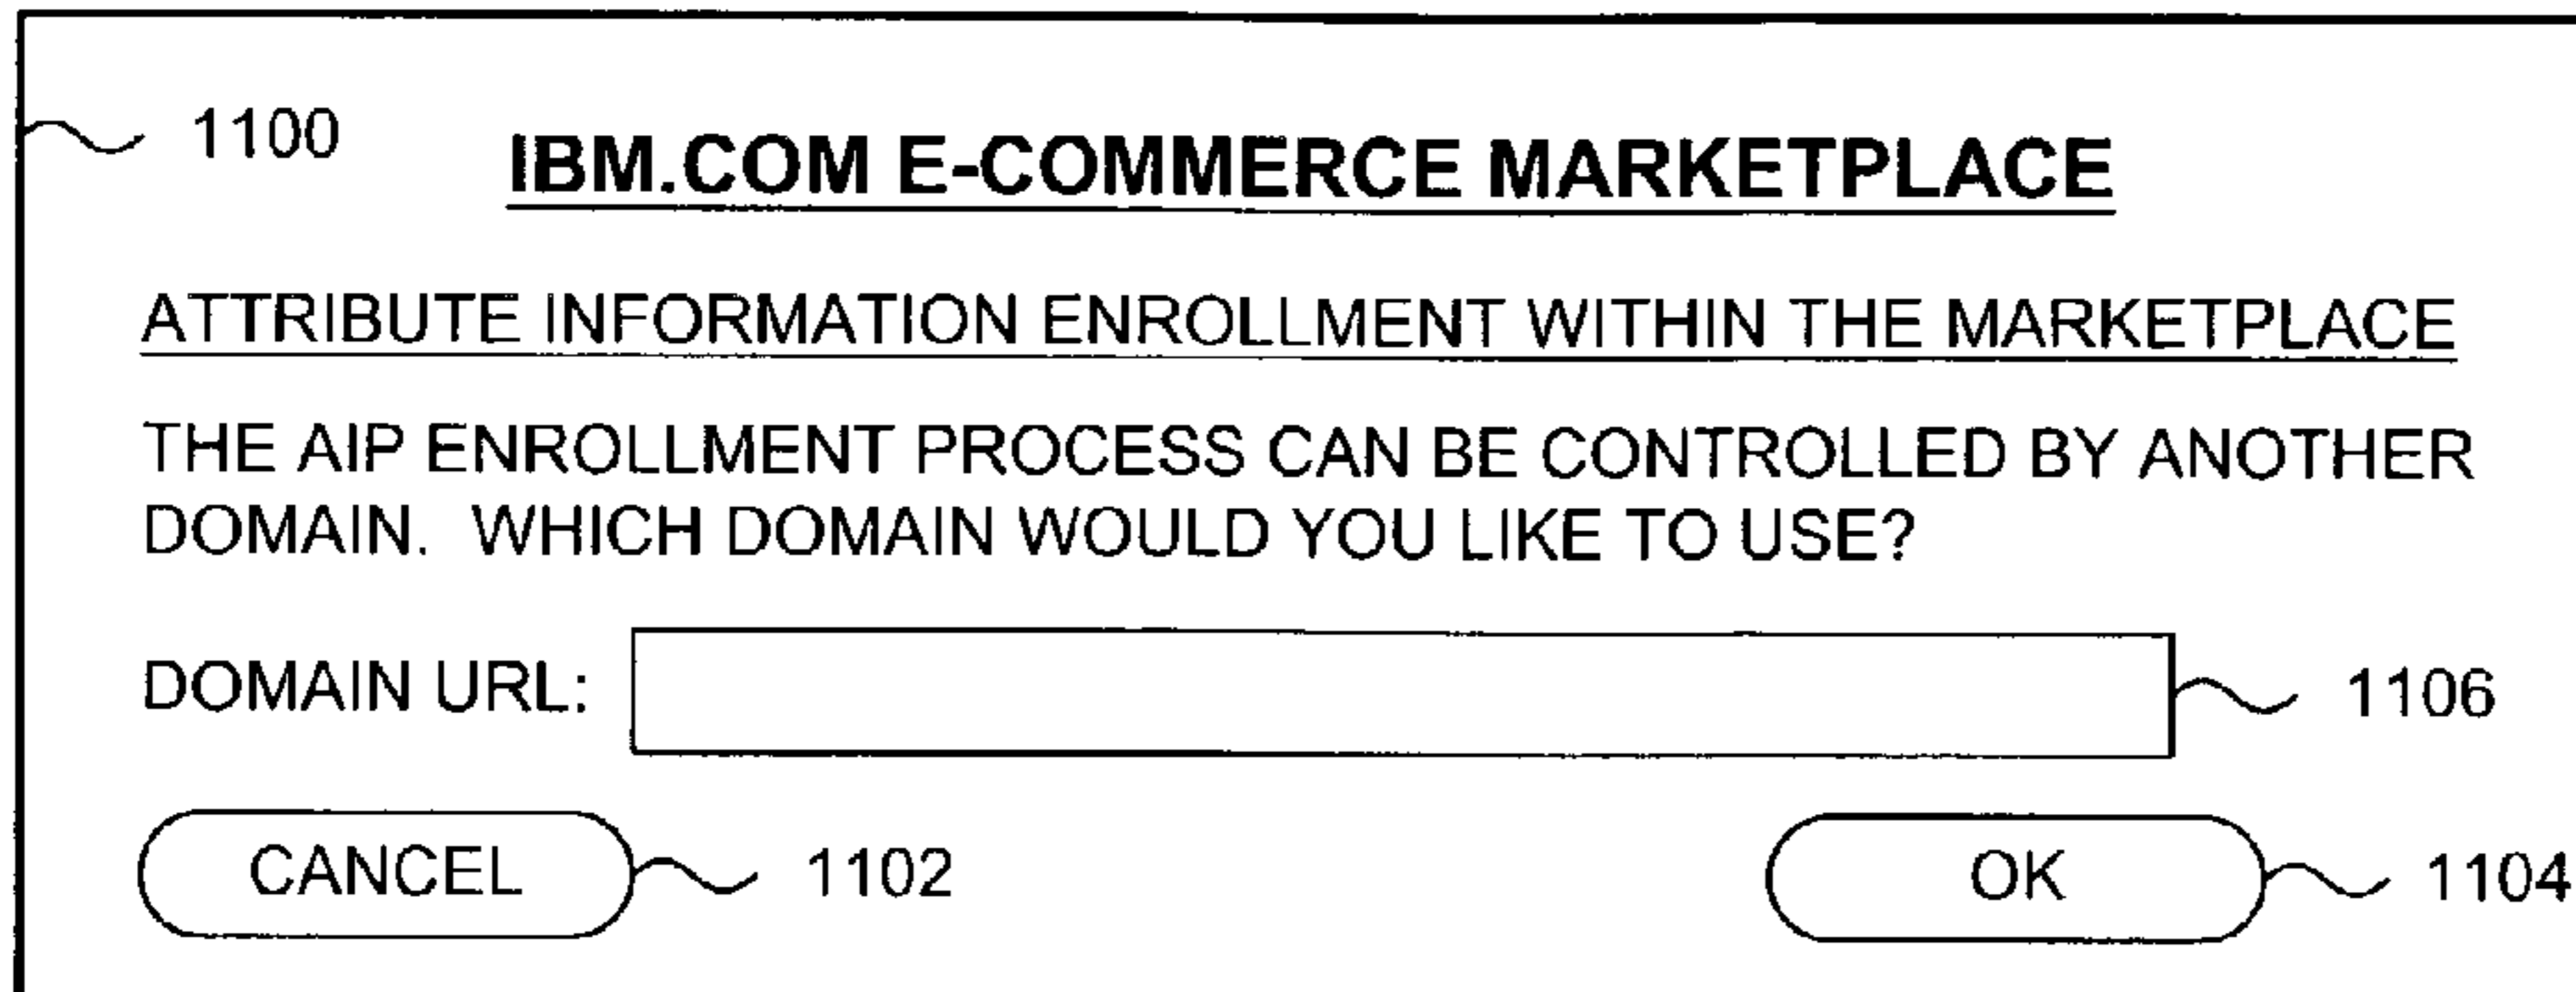 1100
IBM.COM E-COMMERCE MARKETPLACE
ATTRIBUTE INFORMATION ENROLLMENT WITHIN THE MARKETPLACE
THE AIP ENROLLMENT PROCESS CAN BE CONTROLLED BY ANOTHER
DOMAIN. WHICH DOMAIN WOULD YOU LIKE TO USE?
DOMAIN URL: 1106
CANCEL 1102 OK 1104